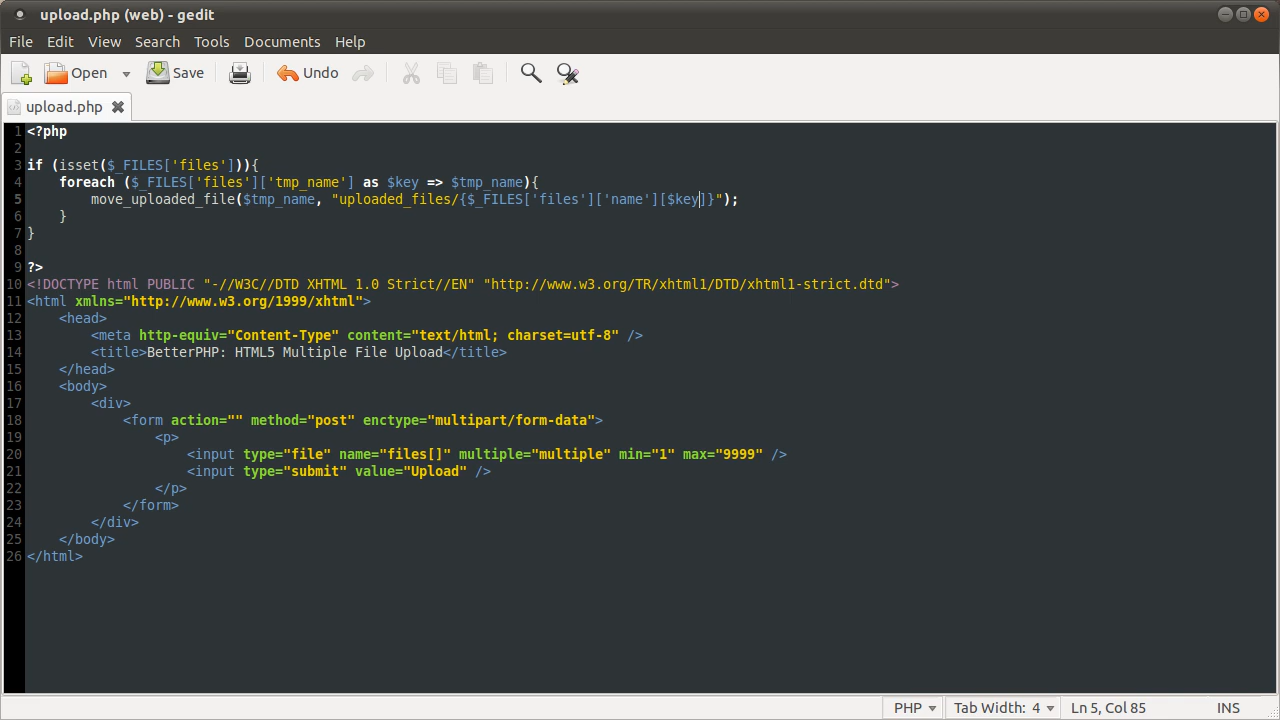 upload.php (web) - gedit
File Edit View Search Tools Documents Help
Open Save Undo
upload.php
1 <?php
2
3 if (isset($_FILES['files'])){
4     foreach ($_FILES['files']['tmp_name'] as $key => $tmp_name){
5         move_uploaded_file($tmp_name, "uploaded_files/{$_FILES['files']['name'][$key]}");
6     }
7 }
8
9 ?>
10 <!DOCTYPE html PUBLIC "-//W3C//DTD XHTML 1.0 Strict//EN" "http://www.w3.org/TR/xhtml1/DTD/xhtml1-strict.dtd">
11 <html xmlns="http://www.w3.org/1999/xhtml">
12     <head>
13         <meta http-equiv="Content-Type" content="text/html; charset=utf-8" />
14         <title>BetterPHP: HTML5 Multiple File Upload</title>
15     </head>
16     <body>
17         <div>
18             <form action="" method="post" enctype="multipart/form-data">
19                 <p>
20                     <input type="file" name="files[]" multiple="multiple" min="1" max="9999" />
21                     <input type="submit" value="Upload" />
22                 </p>
23             </form>
24         </div>
25     </body>
26 </html>
PHP Tab Width: 4 Ln 5, Col 85 INS